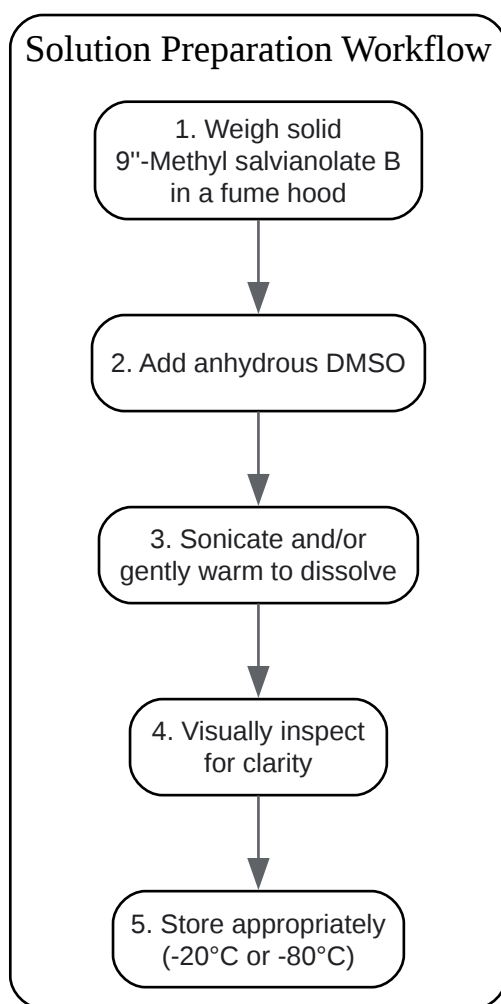 Solution Preparation Workflow
1. Weigh solid
9''-Methyl salvianolate B
in a fume hood
2. Add anhydrous DMSO
3. Sonicate and/or
gently warm to dissolve
4. Visually inspect
for clarity
5. Store appropriately
(-20°C or -80°C)